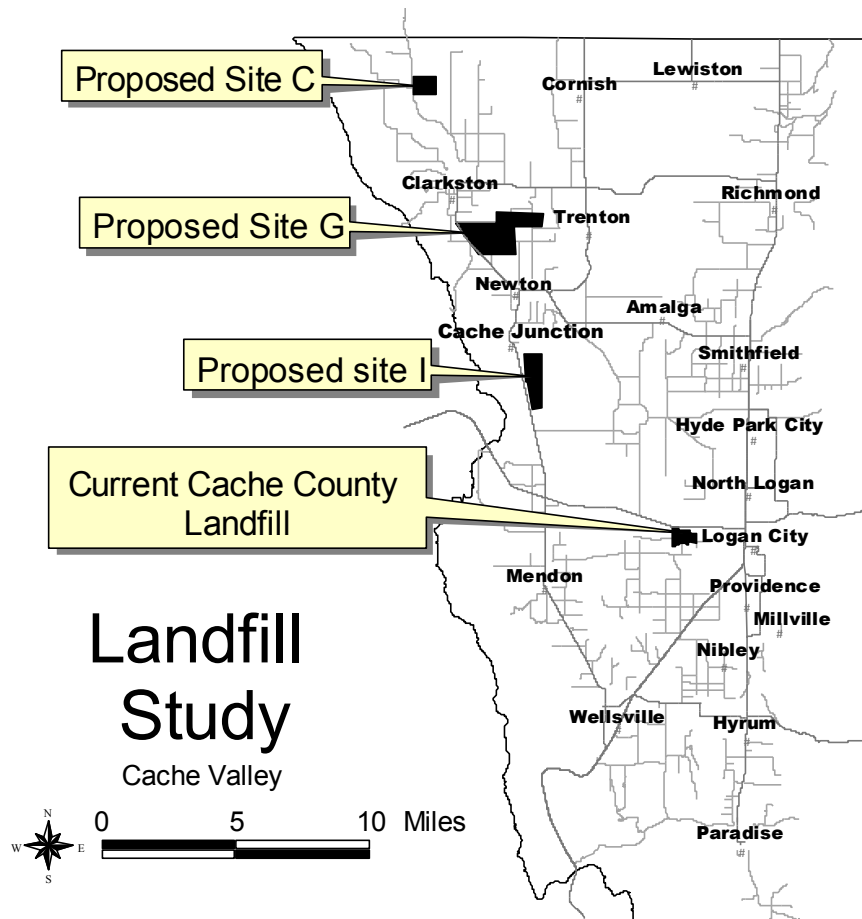 Lewiston
Proposed Site C
Cornish
Clarkston
Richmond
Proposed Site G
Trenton
Newton
Amalga
Cache Junction
Smithfield
Proposed site I
Hyde Park City
Current Cache County
Landfill
North Logan
Logan City
Mendon
Providence
Millville
Landfill
Study
Cache Valley
Nibley
Wellsville
Hyrum
0 5 10 Miles
N
W E
S
Paradise